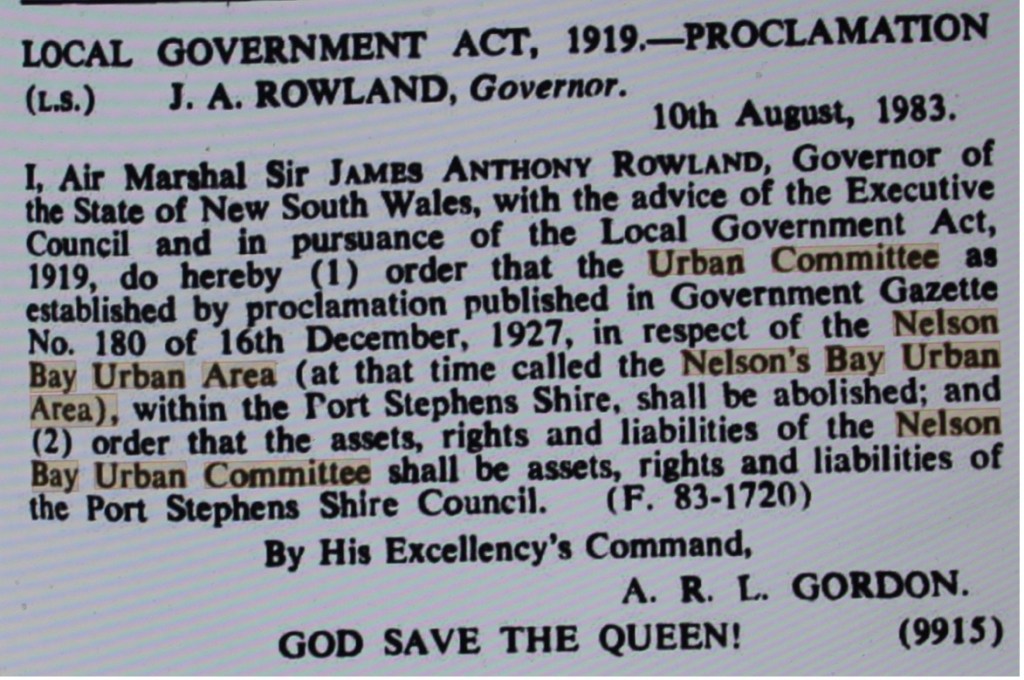 LOCAL GOVERNMENT ACT, 1919.—PROCLAMATION
(L.S.) J. A. ROWLAND, Governor.
10th August, 1983.
I, Air Marshal Sir JAMES ANTHONY ROWLAND, Governor of
the State of New South Wales, with the advice of the Executive
Council and in pursuance of the Local Government Act,
1919, do hereby (1) order that the Urban Committee as
established by proclamation published in Government Gazette
No. 180 of 16th December, 1927, in respect of the Nelson
Bay Urban Area (at that time called the Nelson's Bay Urban
Area), within the Port Stephens Shire, shall be abolished; and
(2) order that the assets, rights and liabilities of the Nelson
Bay Urban Committee shall be assets, rights and liabilities of
the Port Stephens Shire Council. (F. 83-1720)
By His Excellency's Command,
A. R. L. GORDON.
GOD SAVE THE QUEEN! (9915)